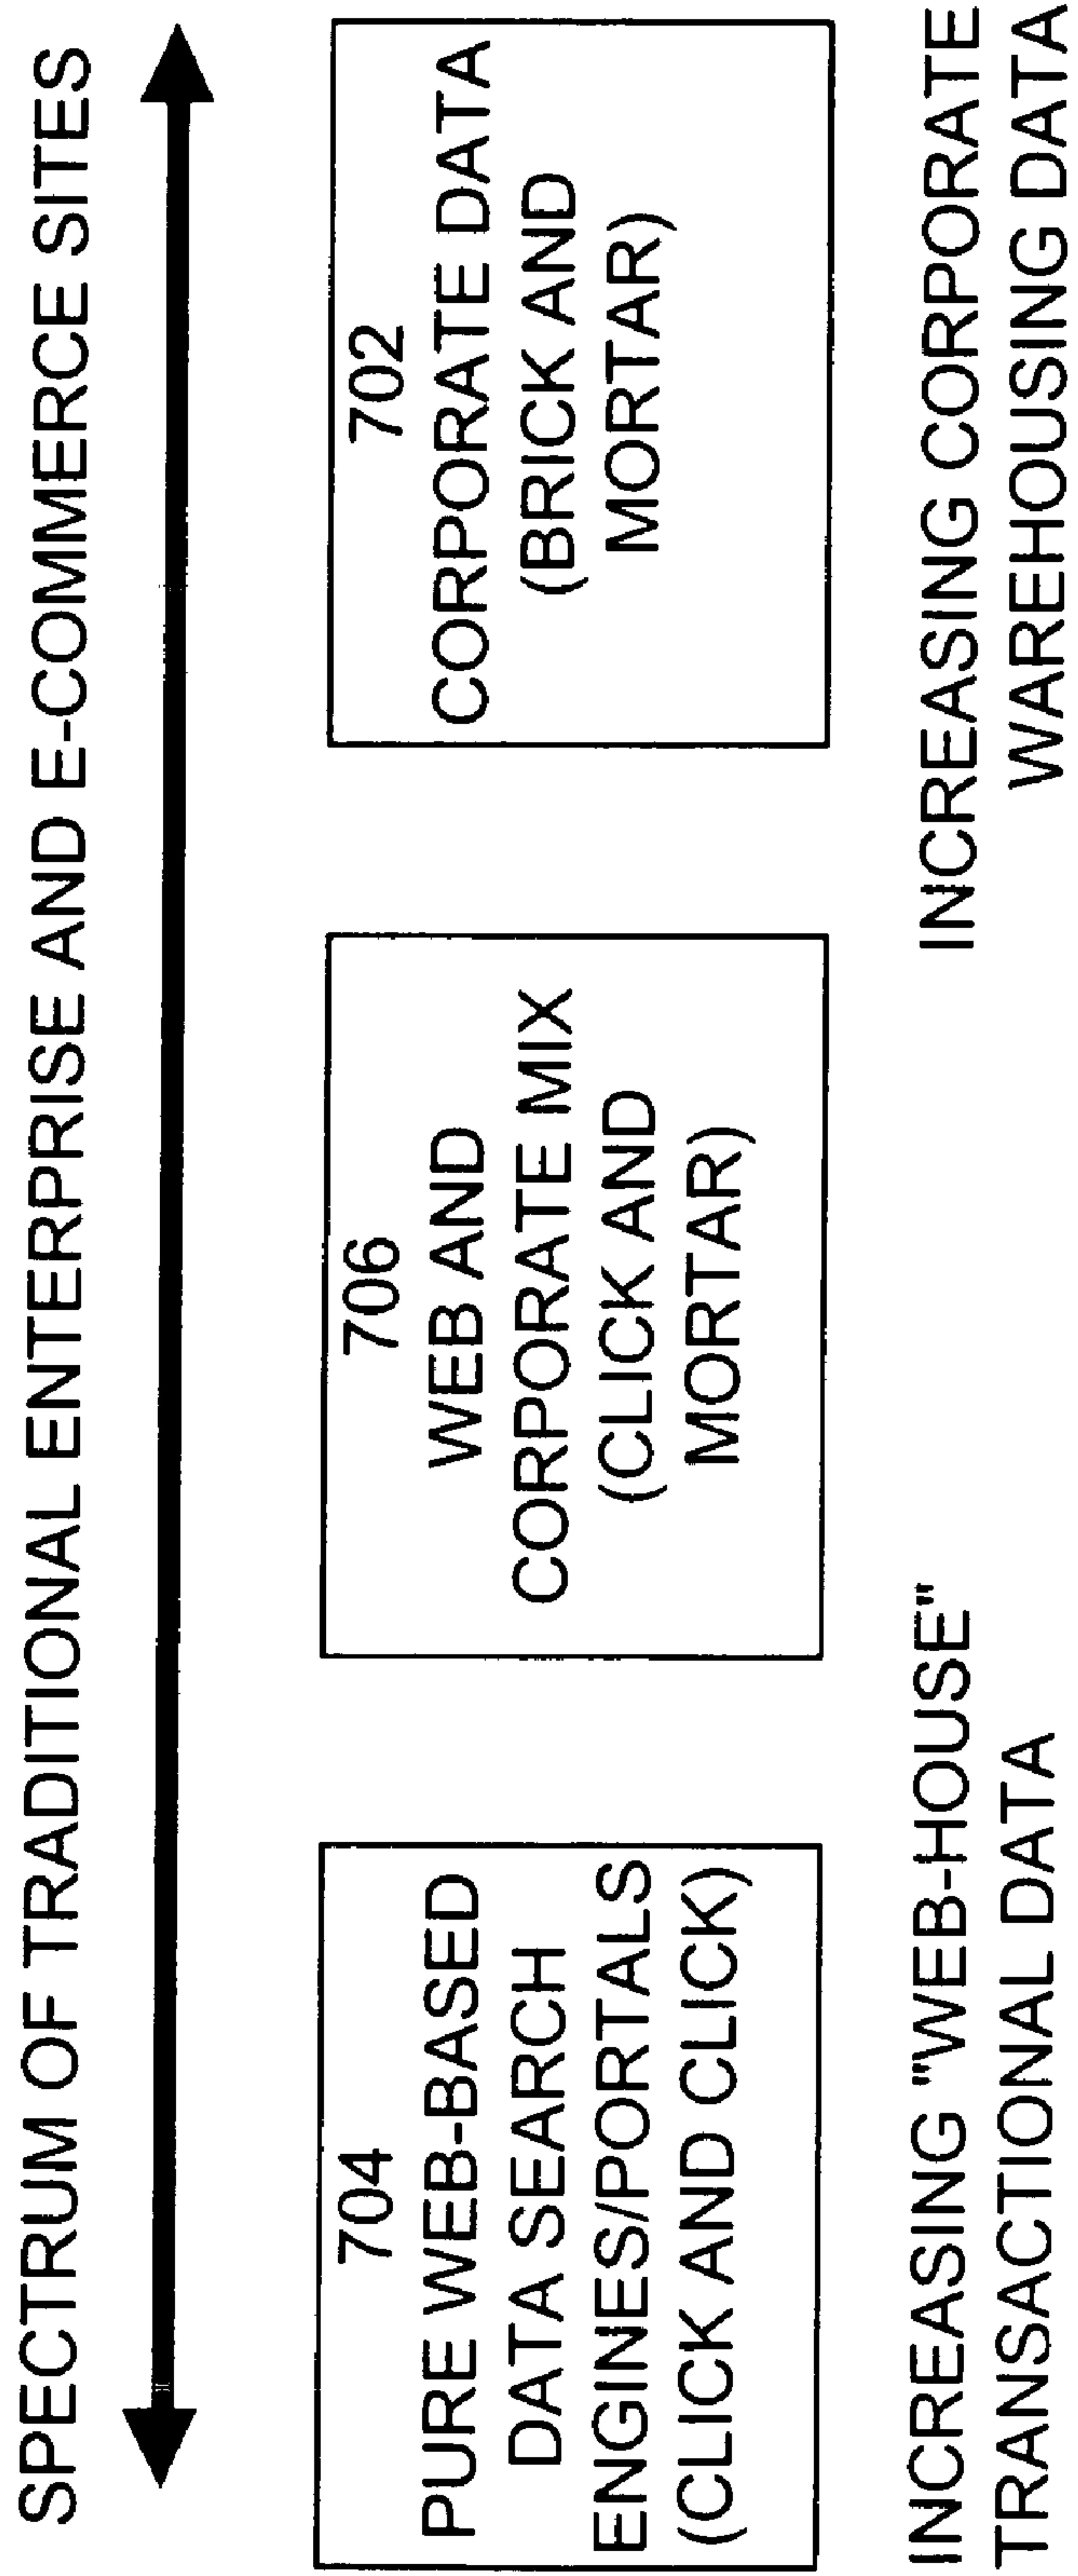 SPECTRUM OF TRADITIONAL ENTERPRISE AND E-COMMERCE SITES
704
PURE WEB-BASED
DATA SEARCH
ENGINES/PORTALS
(CLICK AND CLICK)
706
WEB AND
CORPORATE MIX
(CLICK AND
MORTAR)
702
CORPORATE DATA
(BRICK AND
MORTAR)
INCREASING "WEB-HOUSE"
TRANSACTIONAL DATA
INCREASING CORPORATE
WAREHOUSING DATA